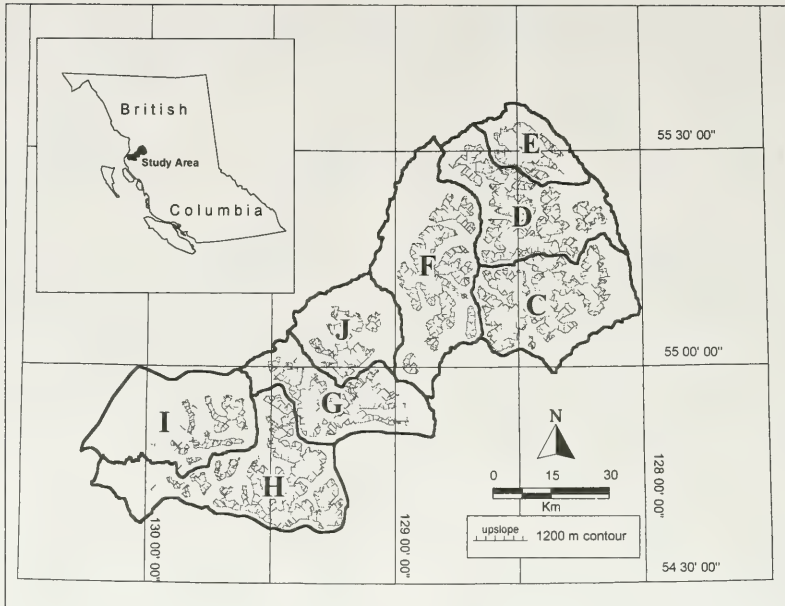 British
Study Area
Columbia
E
D
F
C
J
G
I
H
55 30' 00"
55 00' 00"
54 30' 00"
130 00' 00"
129 00' 00"
128 00' 00"
N
0 15 30
Km
upslope
1200 m contour